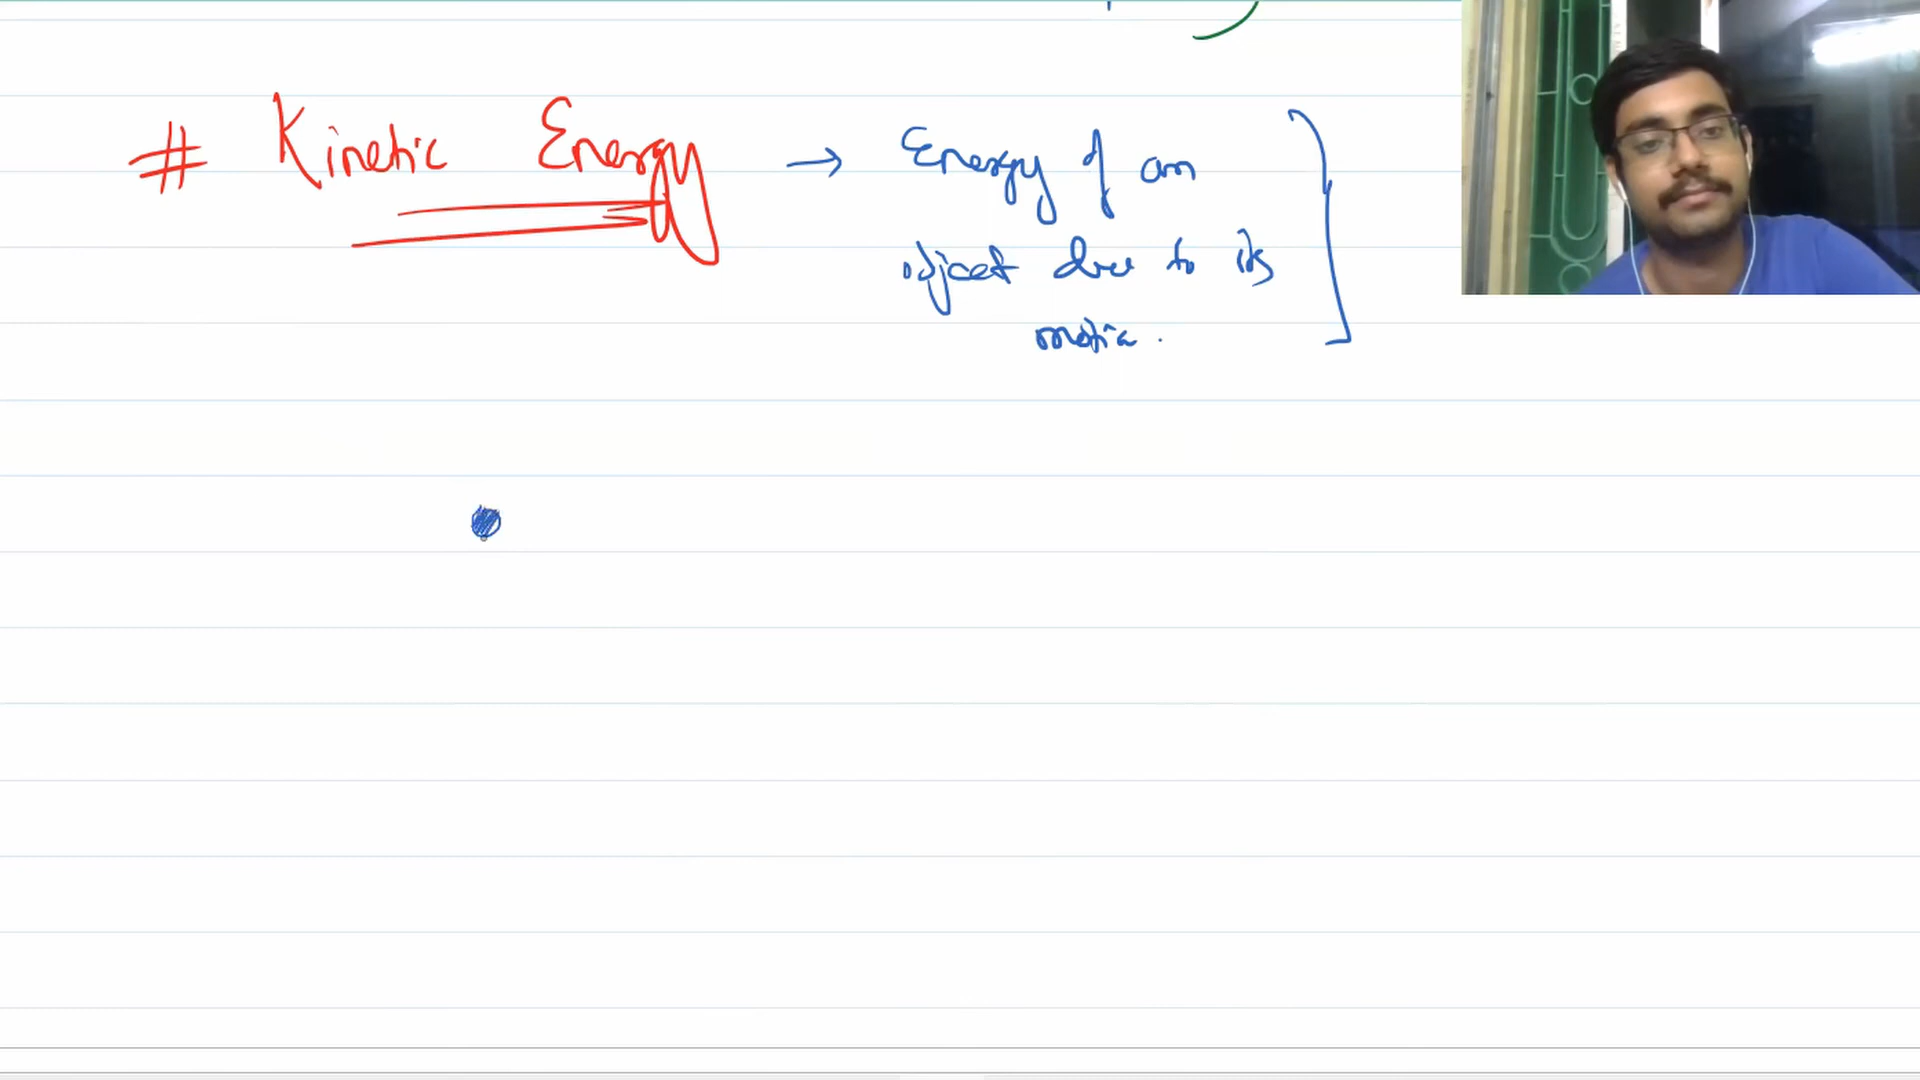 # Kinetic Energy → Energy of an
object due to its
motion.